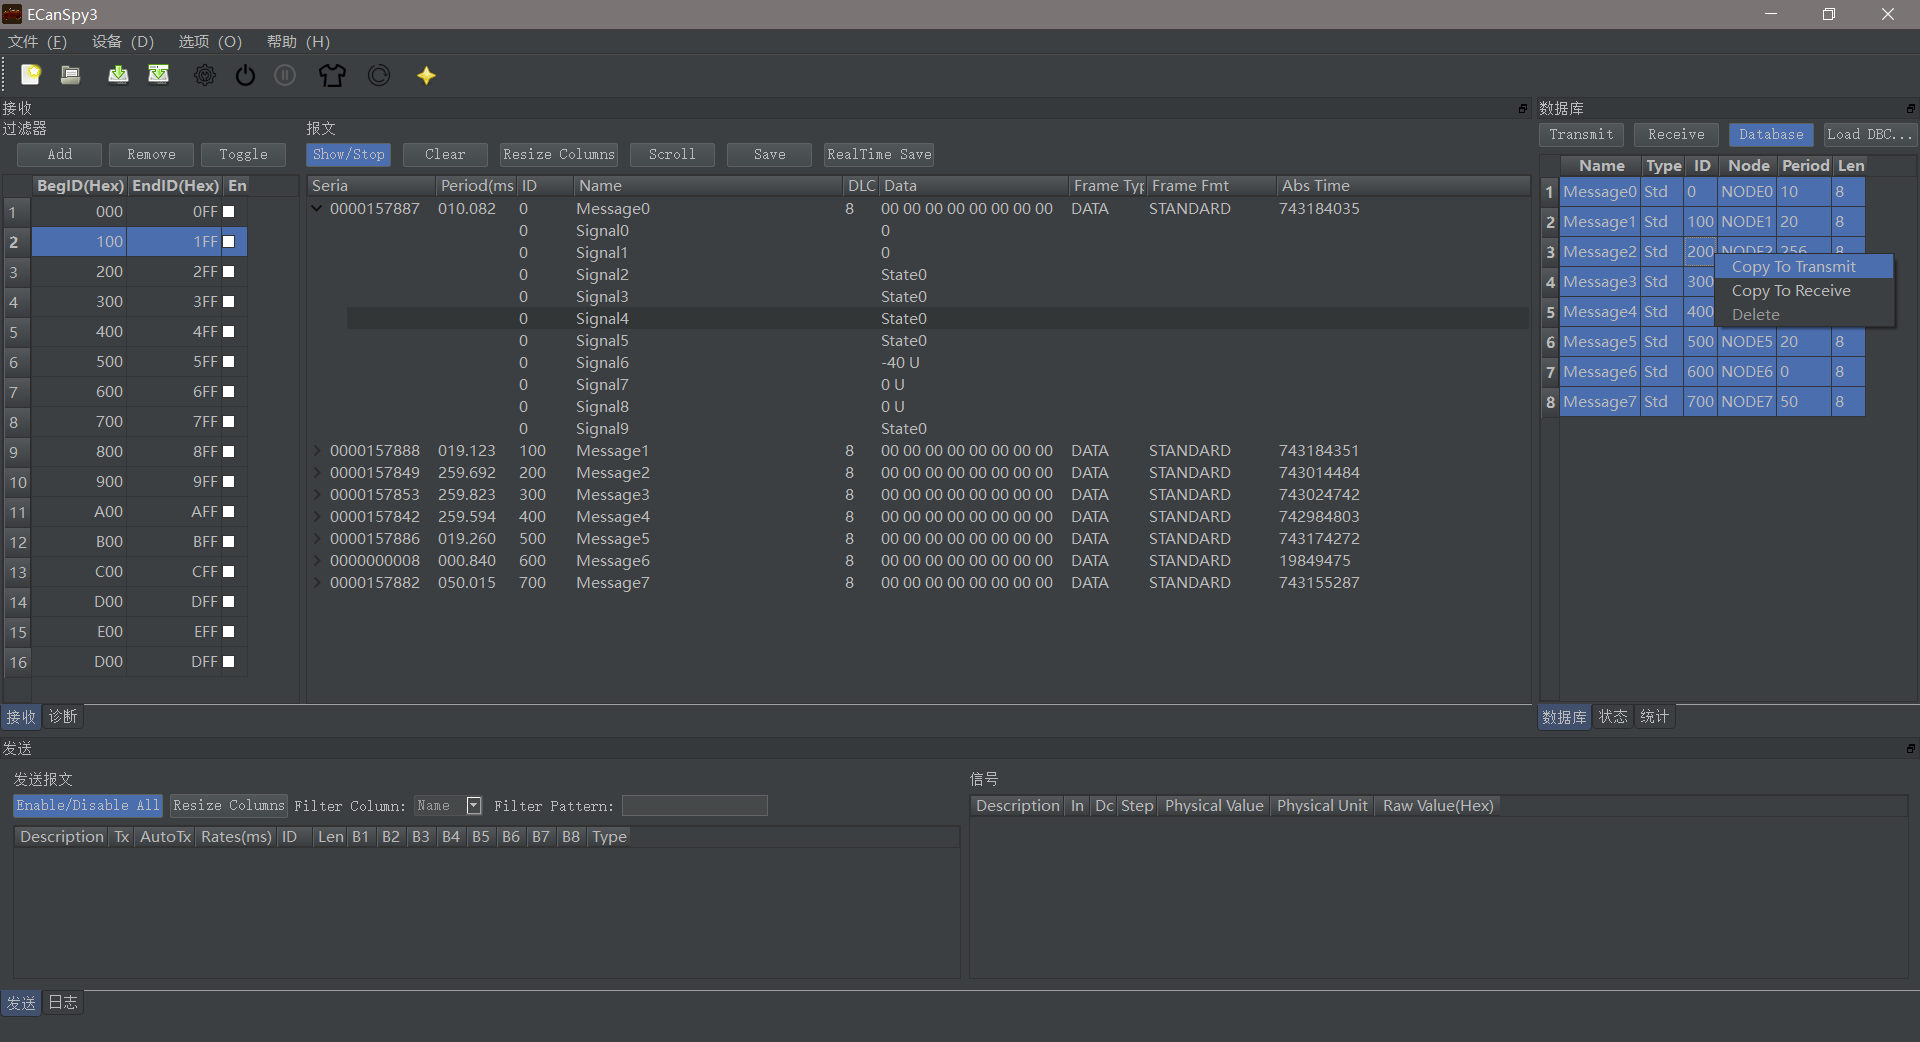 ECanSpy3
文件 (F) 设备 (D) 选项 (O) 帮助 (H)
接收
过滤器
Add Remove Toggle
BegID(Hex) EndID(Hex) En
1 000 0FF
2 100 1FF
3 200 2FF
4 300 3FF
5 400 4FF
6 500 5FF
7 600 6FF
8 700 7FF
9 800 8FF
10 900 9FF
11 A00 AFF
12 B00 BFF
13 C00 CFF
14 D00 DFF
15 E00 EFF
16 D00 DFF
接收 诊断
报文
Show/Stop Clear Resize Columns Scroll Save RealTime Save
Seria Period(ms ID Name DLC Data Frame Typ Frame Fmt Abs Time
0000157887 010.082 0 Message0 8 00 00 00 00 00 00 00 00 DATA STANDARD 743184035
0 Signal0 0
0 Signal1 0
0 Signal2 State0
0 Signal3 State0
0 Signal4 State0
0 Signal5 State0
0 Signal6 -40 U
0 Signal7 0 U
0 Signal8 0 U
0 Signal9 State0
0000157888 019.123 100 Message1 8 00 00 00 00 00 00 00 00 DATA STANDARD 743184351
0000157849 259.692 200 Message2 8 00 00 00 00 00 00 00 00 DATA STANDARD 743014484
0000157853 259.823 300 Message3 8 00 00 00 00 00 00 00 00 DATA STANDARD 743024742
0000157842 259.594 400 Message4 8 00 00 00 00 00 00 00 00 DATA STANDARD 742984803
0000157886 019.260 500 Message5 8 00 00 00 00 00 00 00 00 DATA STANDARD 743174272
0000000008 000.840 600 Message6 8 00 00 00 00 00 00 00 00 DATA STANDARD 19849475
0000157882 050.015 700 Message7 8 00 00 00 00 00 00 00 00 DATA STANDARD 743155287
数据库
Transmit Receive Database Load DBC...
Name Type ID Node Period Len
1 Message0 Std 0 NODE0 10 8
2 Message1 Std 100 NODE1 20 8
3 Message2 Std 200 NODE2 256 8
4 Message3 Std 300
5 Message4 Std 400
6 Message5 Std 500 NODE5 20 8
7 Message6 Std 600 NODE6 0 8
8 Message7 Std 700 NODE7 50 8
Copy To Transmit
Copy To Receive
Delete
数据库 状态 统计
发送
发送报文
Enable/Disable All Resize Columns Filter Column: Name Filter Pattern:
Description Tx AutoTx Rates(ms) ID Len B1 B2 B3 B4 B5 B6 B7 B8 Type
信号
Description In Dc Step Physical Value Physical Unit Raw Value(Hex)
发送 日志